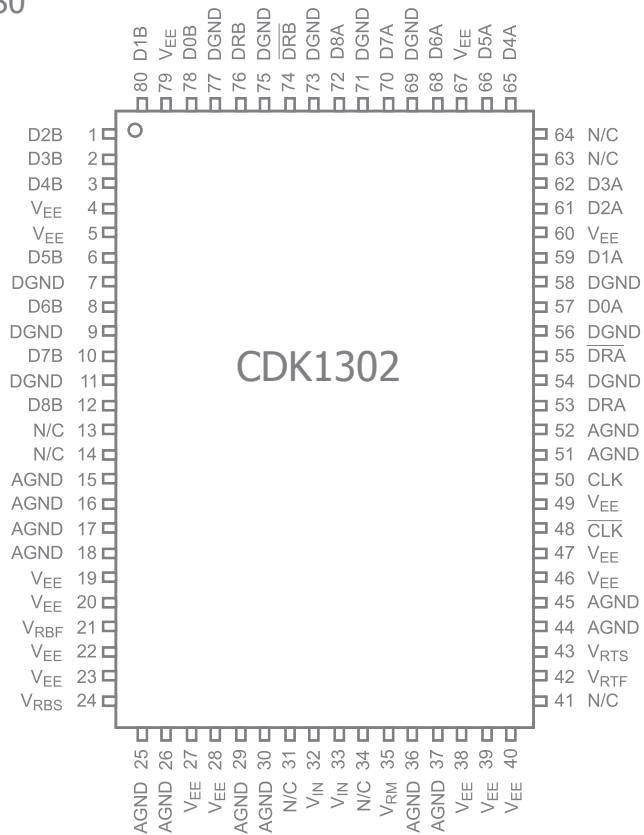 80 D1B
79 VEE
78 D0B
77 DGND
76 DRB
75 DGND
74 DRB
73 DGND
72 D8A
71 DGND
70 D7A
69 DGND
68 D6A
67 VEE
66 D5A
65 D4A
D2B 1
D3B 2
D4B 3
VEE 4
VEE 5
D5B 6
DGND 7
D6B 8
DGND 9
D7B 10
DGND 11
D8B 12
N/C 13
N/C 14
AGND 15
AGND 16
AGND 17
AGND 18
VEE 19
VEE 20
VRBF 21
VEE 22
VEE 23
VRBS 24
CDK1302
64 N/C
63 N/C
62 D3A
61 D2A
60 VEE
59 D1A
58 DGND
57 D0A
56 DGND
55 DRA
54 DGND
53 DRA
52 AGND
51 AGND
50 CLK
49 VEE
48 CLK
47 VEE
46 VEE
45 AGND
44 AGND
43 VRTS
42 VRTF
41 N/C
AGND 25
AGND 26
VEE 27
VEE 28
AGND 29
AGND 30
N/C 31
VIN 32
VIN 33
N/C 34
VRM 35
AGND 36
AGND 37
VEE 38
VEE 39
VEE 40